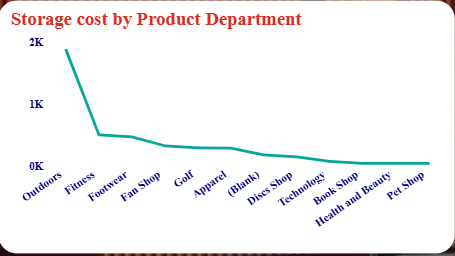 Storage cost by Product Department
2K
1K
0K
Outdoors
Fitness
Footwear
Fan Shop
Golf
Apparel
(Blank)
Discs Shop
Technology
Book Shop
Health and Beauty
Pet Shop